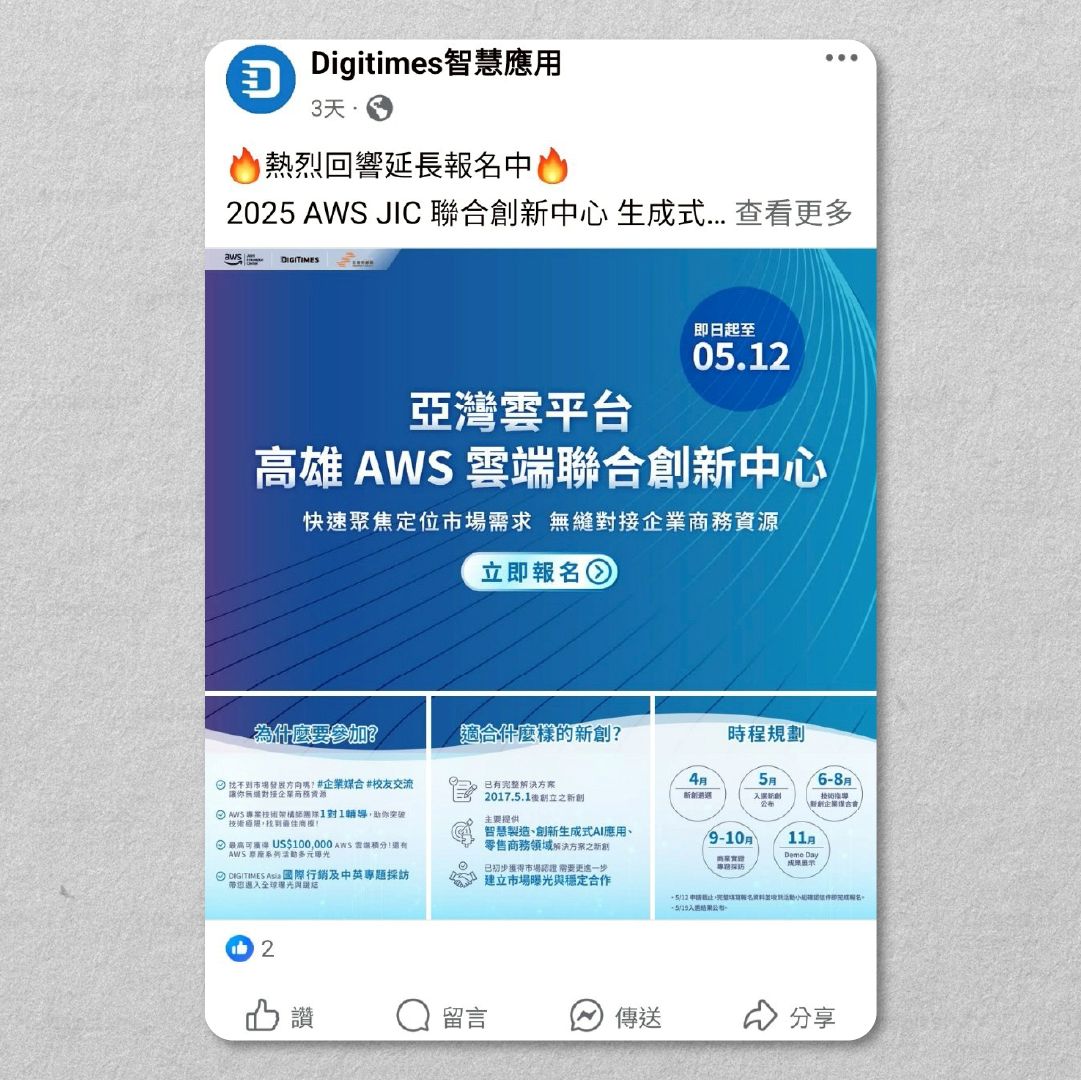 Digitimes智慧應用
3天
🔥熱烈回響延長報名中🔥
2025 AWS JIC 聯合創新中心 生成式... 查看更多
aws
DIGITIMES
即日起至
05.12
亞灣雲平台
高雄 AWS 雲端聯合創新中心
快速聚焦定位市場需求 無縫對接企業商務資源
立即報名
為什麼要參加?
找不到市場發展方向嗎? #企業媒合 #校友交流
讓你無縫對接企業商務資源
AWS 專業技術架構師團隊1對1輔導,助你突破
技術極限,找到最佳商模!
最高可獲得 US$100,000 AWS 雲端積分!還有
AWS 原廠系列活動多元曝光
DIGITIMES Asia 國際行銷及中英專題採訪
帶您進入全球曝光與鏈結
適合什麼樣的新創?
已有完整解決方案
2017.5.1後創立之新創
主要提供
智慧製造、創新生成式AI應用、
零售商務領域解決方案之新創
已初步獲得市場認證 需要更進一步
建立市場曝光與穩定合作
時程規劃
4月
新創遴選
5月
入選新創
公布
6-8月
技術指導
新創企業媒合會
9-10月
商業實證
專題採訪
11月
Demo Day
成果展示
・5/12 申請截止,完整填寫報名資料並收到活動小組確認信件即完成報名。
・5/19入選結果公布。
2
讚
留言
傳送
分享